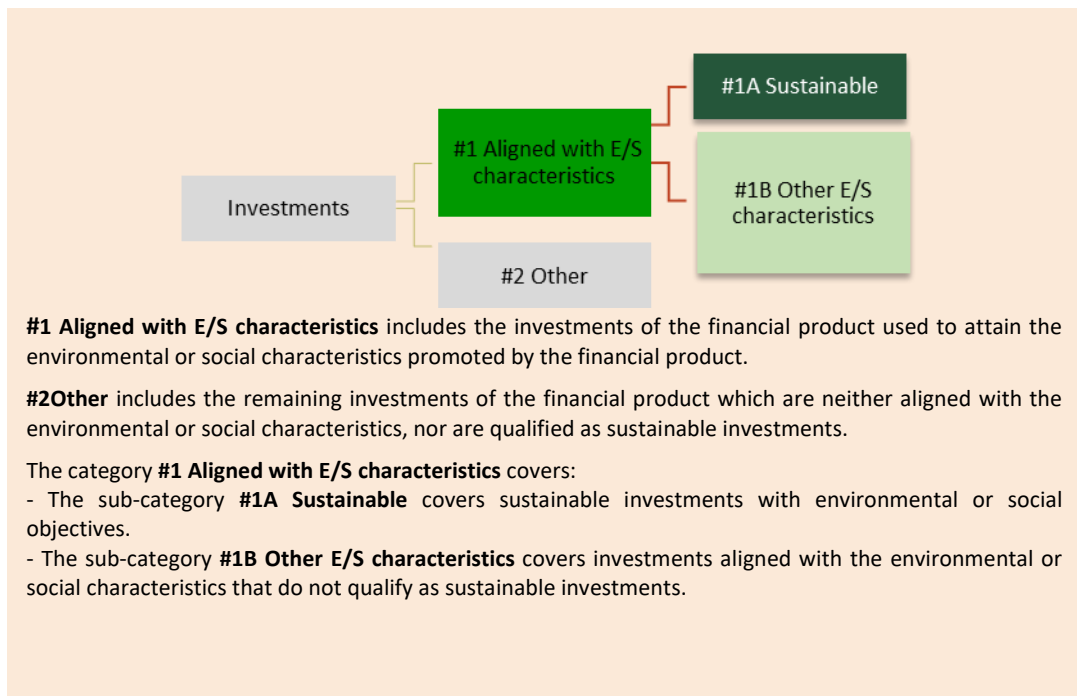 #1A Sustainable
#1 Aligned with E/S
characteristics
#1B Other E/S
characteristics
Investments
#2 Other
#1 Aligned with E/S characteristics includes the investments of the financial product used to attain the
environmental or social characteristics promoted by the financial product.
#2Other includes the remaining investments of the financial product which are neither aligned with the
environmental or social characteristics, nor are qualified as sustainable investments.
The category #1 Aligned with E/S characteristics covers:
- The sub-category #1A Sustainable covers sustainable investments with environmental or social
objectives.
- The sub-category #1B Other E/S characteristics covers investments aligned with the environmental or
social characteristics that do not qualify as sustainable investments.